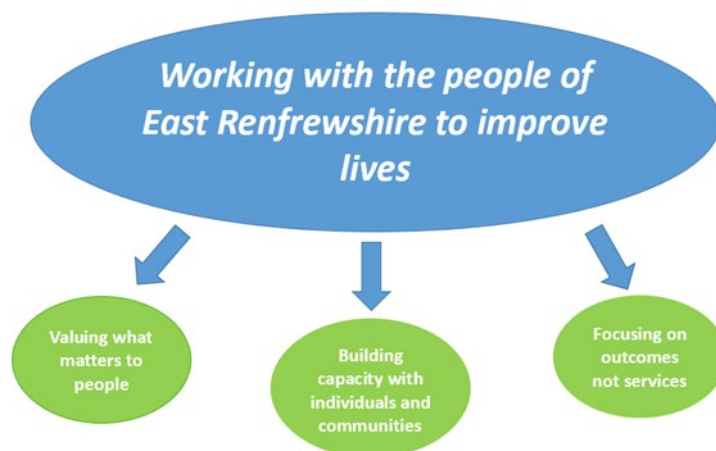 Working with the people of
East Renfrewshire to improve
lives
Valuing what
matters to
people
Building
capacity with
individuals and
communities
Focusing on
outcomes
not services